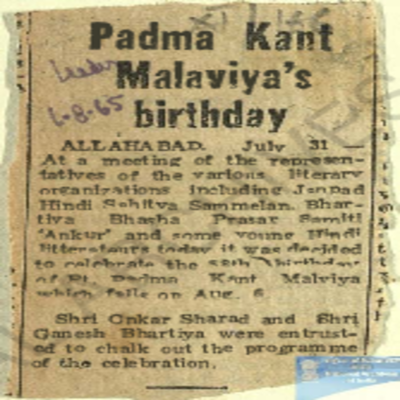 Padma Kant
Malaviya's
birthday
Leader
1-8-65
ALLAHABAD. July 31 —
At a meeting of the represen-
tatives of the various literary
organizations including Janpad
Hindi Sahitya Sammelan, Bhar-
tiya Bhasha Prasar Samiti
'Ankur' and some young Hindi
litterateurs today it was decided
to celebrate the birthday
of Pt. Padma Kant Malviya
which falls on Aug. 6
Shri Onkar Sharad and Shri
Ganesh Bhartiya were entrust-
ed to chalk out the programme
of the celebration.